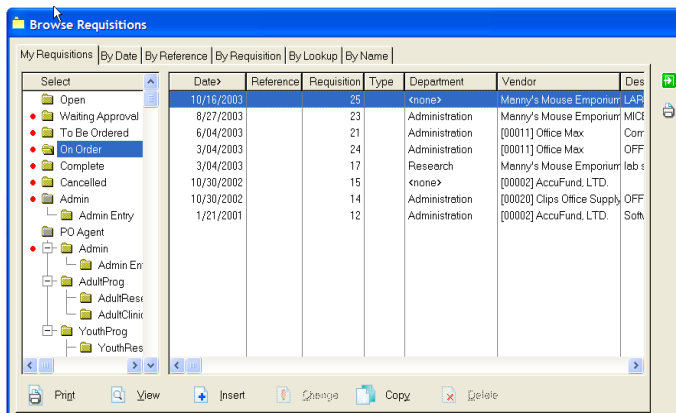 Browse Requisitions
My Requisitions By Date By Reference By Requisition By Lookup By Name
Select
Open
Waiting Approval
To Be Ordered
On Order
Complete
Cancelled
Admin
Admin Entry
PO Agent
Admin
Admin En
AdultProg
AdultRese
AdultClinic
YouthProg
YouthRes
Date> Reference Requisition Type Department Vendor Des
10/16/2003 25 <none> Manny's Mouse Emporium LAR
8/27/2003 23 Administration Manny's Mouse Emporium MICE
6/04/2003 21 Administration [00011] Office Max Com
3/04/2003 24 Administration [00011] Office Max OFF
3/04/2003 17 Research Manny's Mouse Emporium lab s
10/30/2002 15 <none> [00002] AccuFund, LTD.
10/30/2002 14 Administration [00020] Clips Office Supply OFF
1/21/2001 12 Administration [00002] AccuFund, LTD. Softw
Print View Insert Change Copy Delete